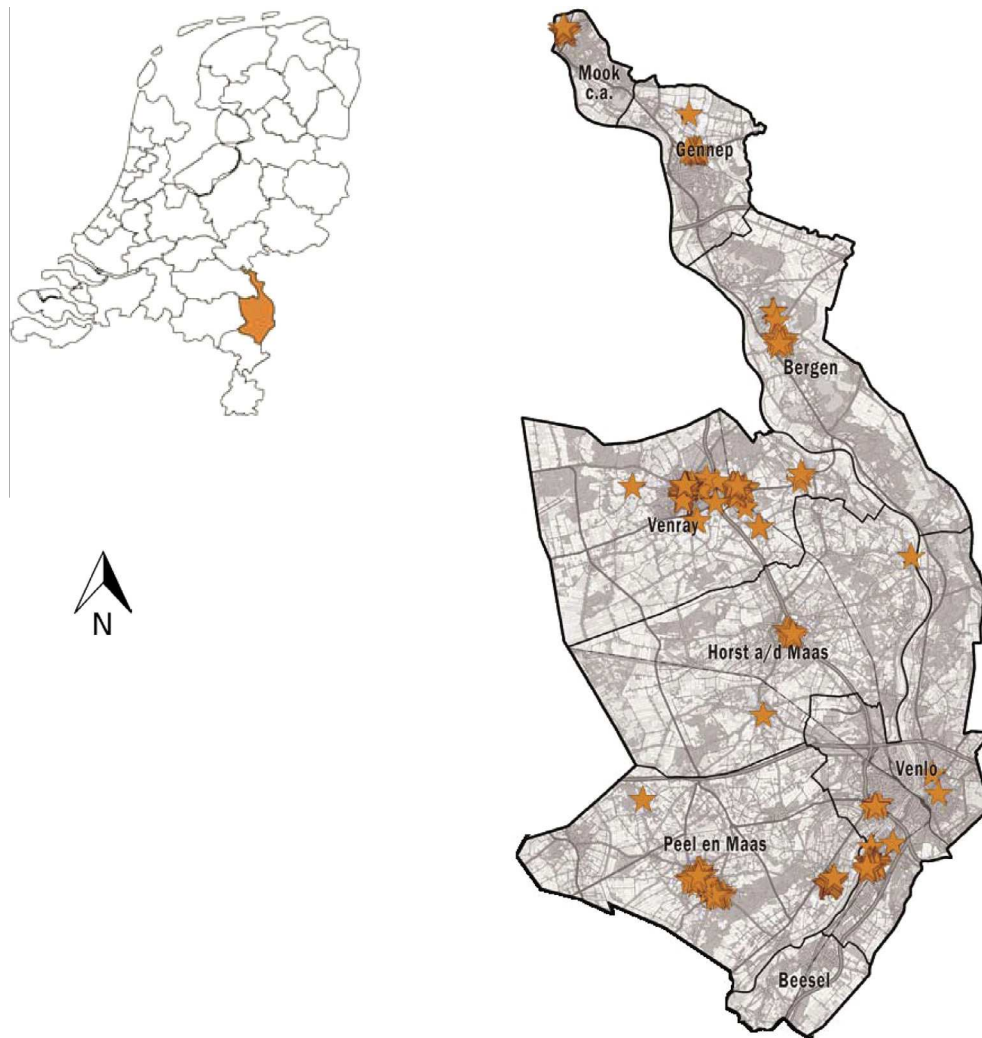 Mook
c.a.
Gennep
Bergen
Venray
N
Horst a/d Maas
Venlo
Peel en Maas
Beesel